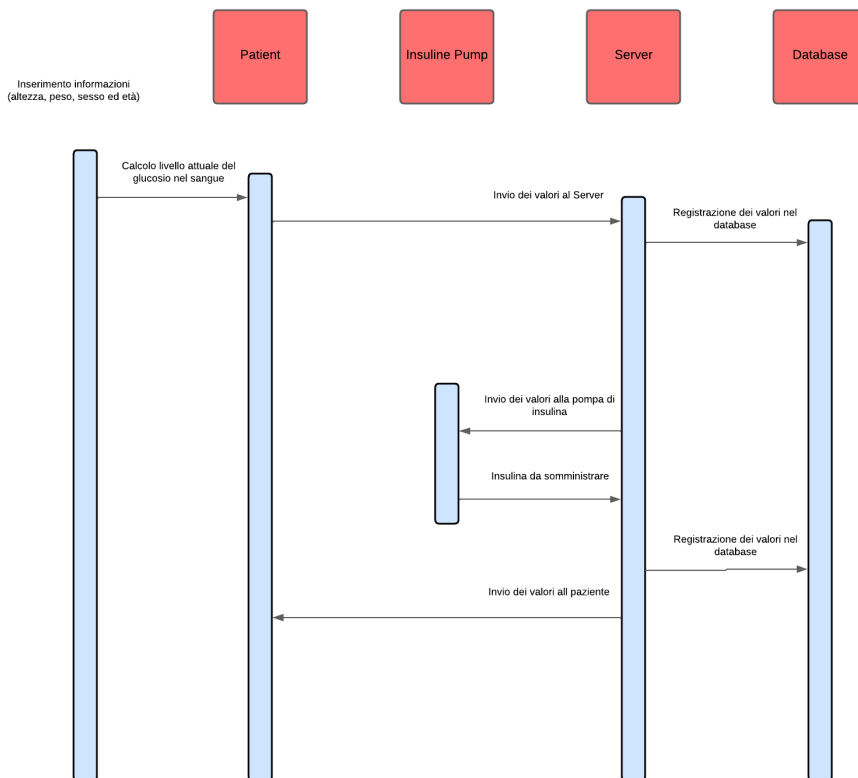 Patient
Insuline Pump
Server
Database
Inserimento informazioni
(altezza, peso, sesso ed età)
Calcolo livello attuale del
glucosio nel sangue
Invio dei valori al Server
Registrazione dei valori nel
database
Invio dei valori alla pompa di
insulina
Insulina da somministrare
Registrazione dei valori nel
database
Invio dei valori all paziente